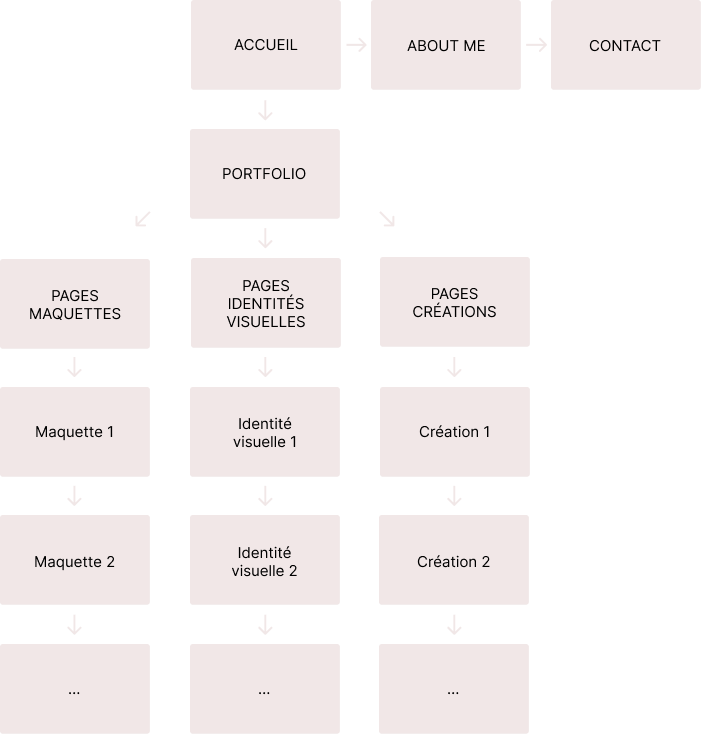 ACCUEIL
ABOUT ME
CONTACT
PORTFOLIO
PAGES
MAQUETTES
PAGES
IDENTITÉS
VISUELLES
PAGES
CRÉATIONS
Maquette 1
Identité
visuelle 1
Création 1
Maquette 2
Identité
visuelle 2
Création 2
...
...
...